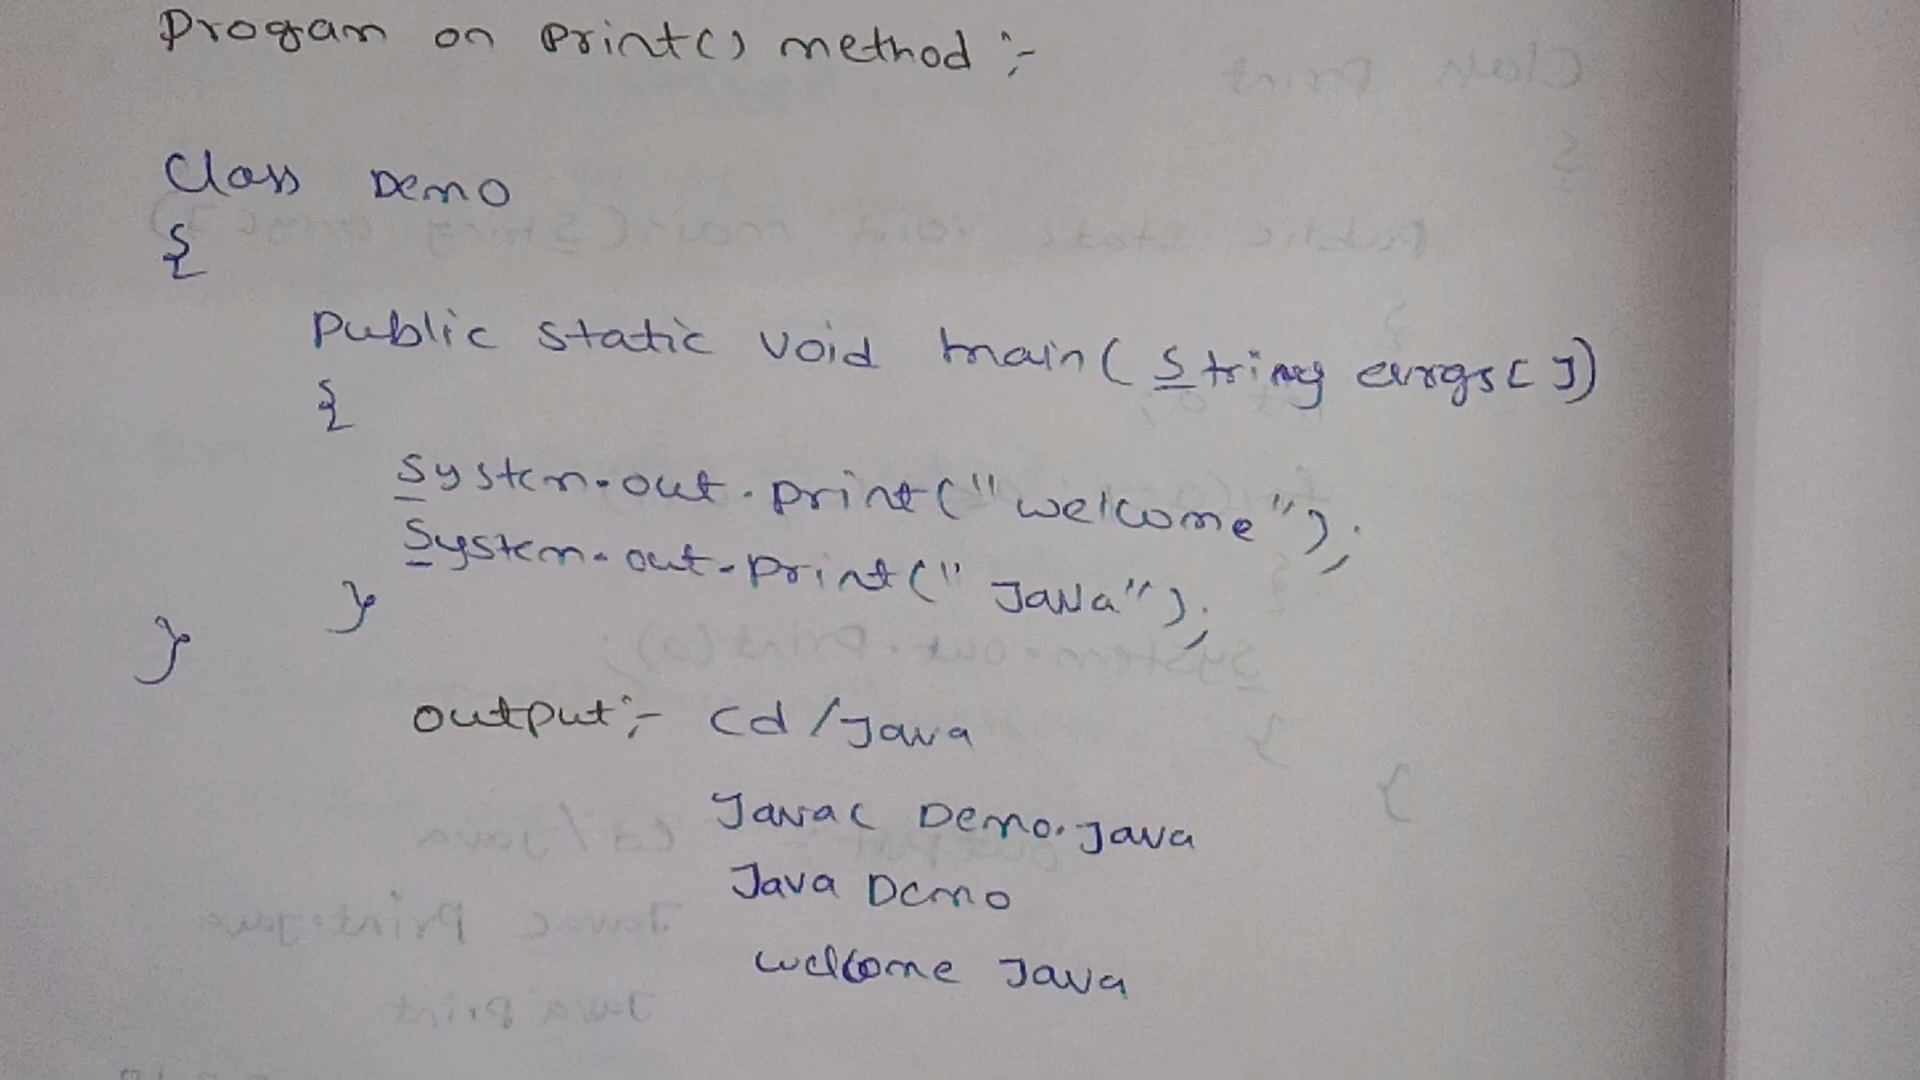 Progam on Print() method :-
Class Demo
{
Public static void main( String args[ ])
{
System.out.print("welcome");
System.out.print(" Java");
}
}
output:- cd/Java
Javac Demo.java
Java Demo
welcome Java